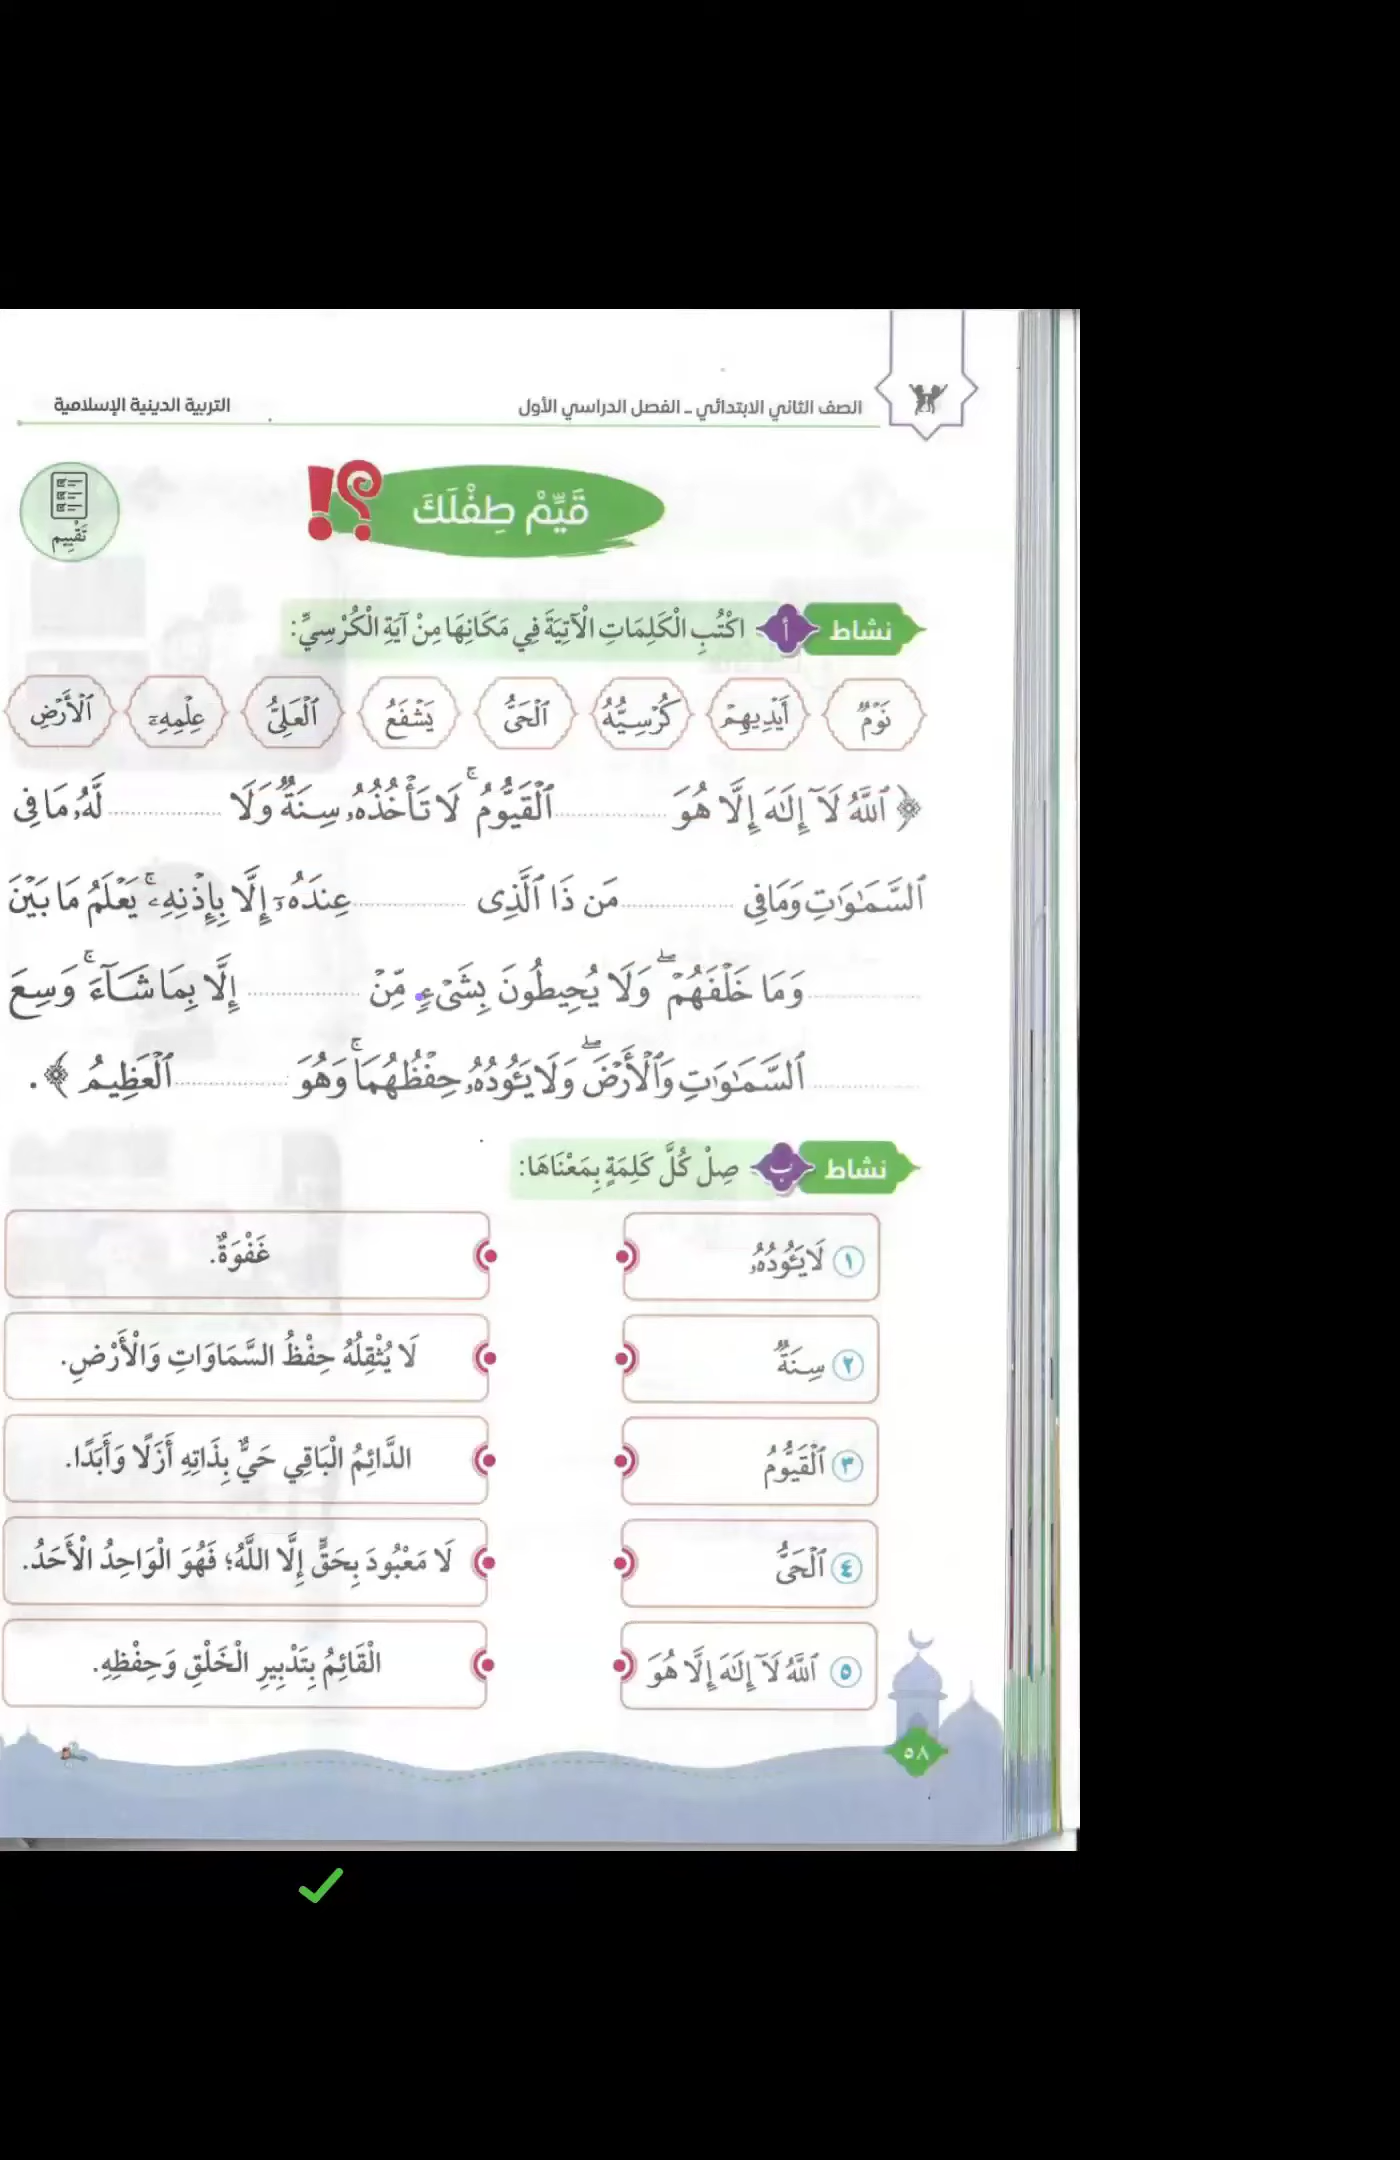 الصف الثاني الابتدائي ـ الفصل الدراسي الأول
التربية الدينية الإسلامية
قَيِّمْ طِفْلَكَ
تَقْيِيم
نشاط أ اكْتُبِ الْكَلِمَاتِ الْآتِيَةَ فِي مَكَانِهَا مِنْ آيَةِ الْكُرْسِيِّ:
نَوْمٌ أَيْدِيهِمْ كُرْسِيُّهُ ٱلْحَىُّ يَشْفَعُ ٱلْعَلِىُّ عِلْمِهِۦٓ ٱلْأَرْضِ
﴿ ٱللَّهُ لَآ إِلَٰهَ إِلَّا هُوَ .............. ٱلْقَيُّومُ ۚ لَا تَأْخُذُهُۥ سِنَةٌ وَلَا .............. لَّهُۥ مَا فِى
ٱلسَّمَٰوَٰتِ وَمَا فِى .............. مَن ذَا ٱلَّذِى .............. عِندَهُۥٓ إِلَّا بِإِذْنِهِۦ ۚ يَعْلَمُ مَا بَيْنَ
.............. وَمَا خَلْفَهُمْ ۖ وَلَا يُحِيطُونَ بِشَىْءٍ مِّنْ .............. إِلَّا بِمَا شَآءَ ۚ وَسِعَ
.............. ٱلسَّمَٰوَٰتِ وَٱلْأَرْضَ ۖ وَلَا يَـُٔودُهُۥ حِفْظُهُمَا ۚ وَهُوَ .............. ٱلْعَظِيمُ ﴾ .
نشاط ب صِلْ كُلَّ كَلِمَةٍ بِمَعْنَاهَا:
١ لَا يَـُٔودُهُۥ
غَفْوَةٌ.
٢ سِنَةٌ
لَا يُثْقِلُهُ حِفْظُ السَّمَاوَاتِ وَالْأَرْضِ.
٣ ٱلْقَيُّومُ
الدَّائِمُ الْبَاقِي حَيٌّ بِذَاتِهِ أَزَلًا وَأَبَدًا.
٤ ٱلْحَىُّ
لَا مَعْبُودَ بِحَقٍّ إِلَّا اللَّهُ؛ فَهُوَ الْوَاحِدُ الْأَحَدُ.
٥ ٱللَّهُ لَآ إِلَٰهَ إِلَّا هُوَ
الْقَائِمُ بِتَدْبِيرِ الْخَلْقِ وَحِفْظِهِ.
٥٨